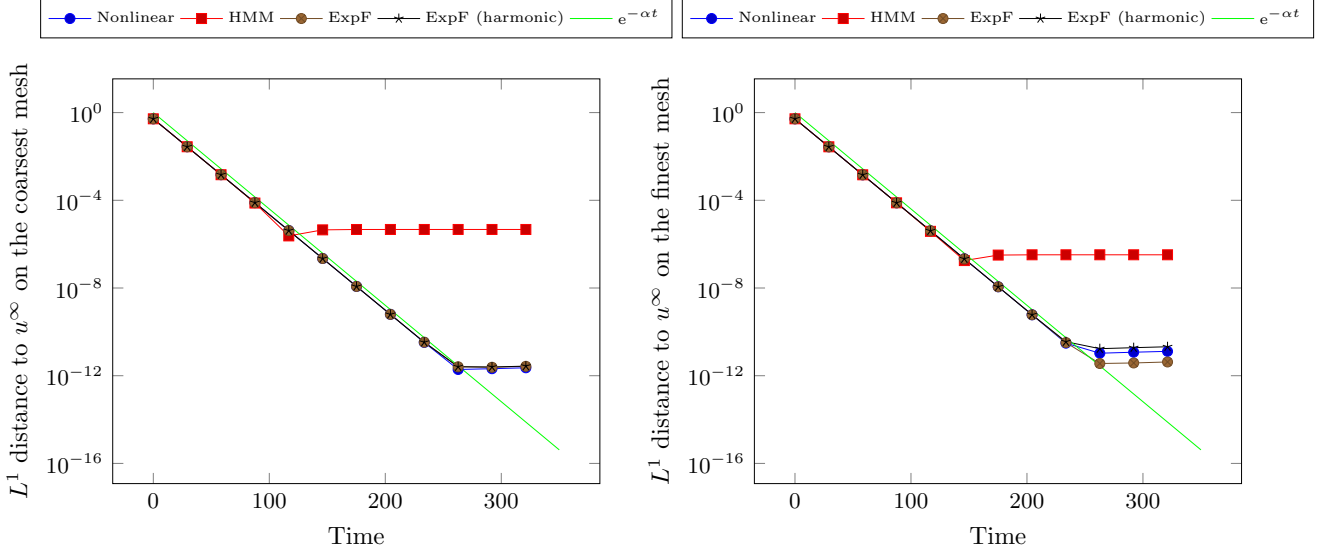 Nonlinear HMM ExpF ExpF (harmonic) e^{−αt}
L^1 distance to u^∞ on the coarsest mesh
10^0
10^{−4}
10^{−8}
10^{−12}
10^{−16}
0 100 200 300
Time
Nonlinear HMM ExpF ExpF (harmonic) e^{−αt}
L^1 distance to u^∞ on the finest mesh
10^0
10^{−4}
10^{−8}
10^{−12}
10^{−16}
0 100 200 300
Time